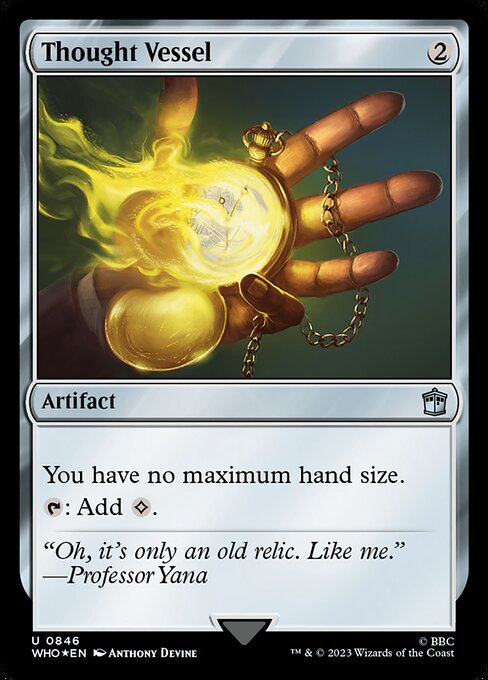 Thought Vessel 2
Artifact
You have no maximum hand size.
: Add .
“Oh, it’s only an old relic. Like me.”
—Professor Yana
U 0846
WHO★EN Anthony Devine
© BBC
™ & © 2023 Wizards of the Coast